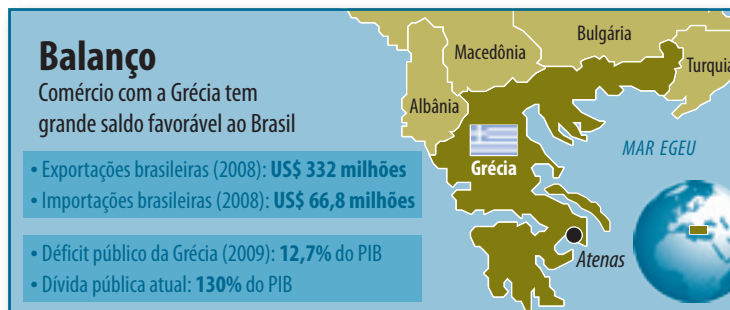 Balanço
Comércio com a Grécia tem
grande saldo favorável ao Brasil
• Exportações brasileiras (2008): US$ 332 milhões
• Importações brasileiras (2008): US$ 66,8 milhões
• Déficit público da Grécia (2009): 12,7% do PIB
• Dívida pública atual: 130% do PIB
Bulgária
Macedônia
Turquia
Albânia
MAR EGEU
Grécia
Atenas